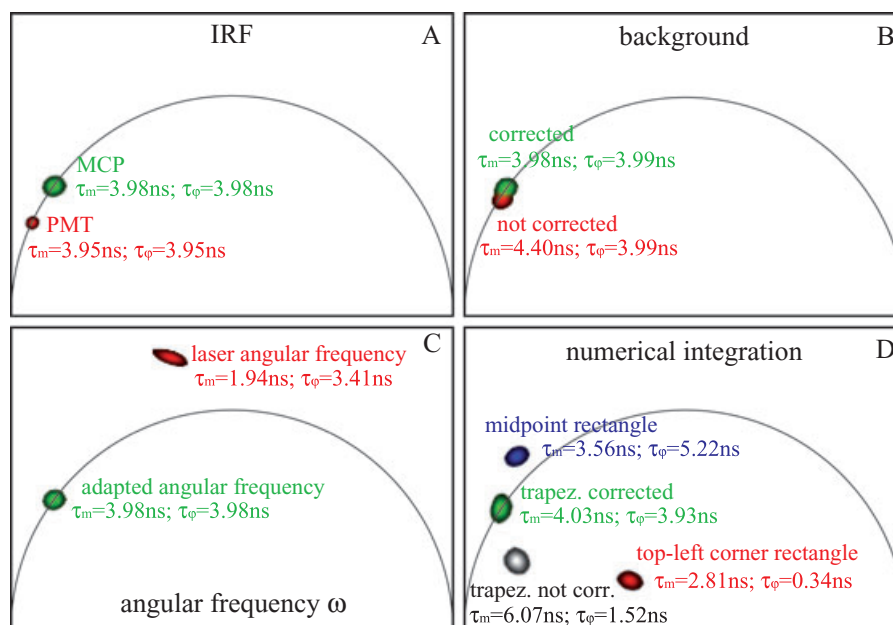 IRF
A
MCP
τm=3.98ns; τφ=3.98ns
PMT
τm=3.95ns; τφ=3.95ns
background
B
corrected
τm=3.98ns; τφ=3.99ns
not corrected
τm=4.40ns; τφ=3.99ns
C
laser angular frequency
τm=1.94ns; τφ=3.41ns
adapted angular frequency
τm=3.98ns; τφ=3.98ns
angular frequency ω
numerical integration
D
midpoint rectangle
τm=3.56ns; τφ=5.22ns
trapez. corrected
τm=4.03ns; τφ=3.93ns
top-left corner rectangle
τm=2.81ns; τφ=0.34ns
trapez. not corr.
τm=6.07ns; τφ=1.52ns